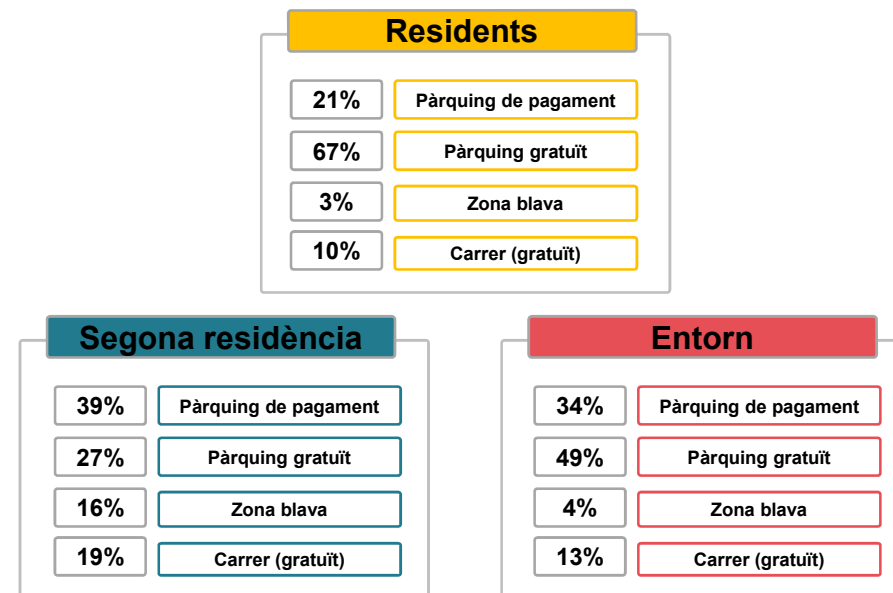 Residents
21% Pàrquing de pagament
67% Pàrquing gratuït
3% Zona blava
10% Carrer (gratuït)
Segona residència
39% Pàrquing de pagament
27% Pàrquing gratuït
16% Zona blava
19% Carrer (gratuït)
Entorn
34% Pàrquing de pagament
49% Pàrquing gratuït
4% Zona blava
13% Carrer (gratuït)